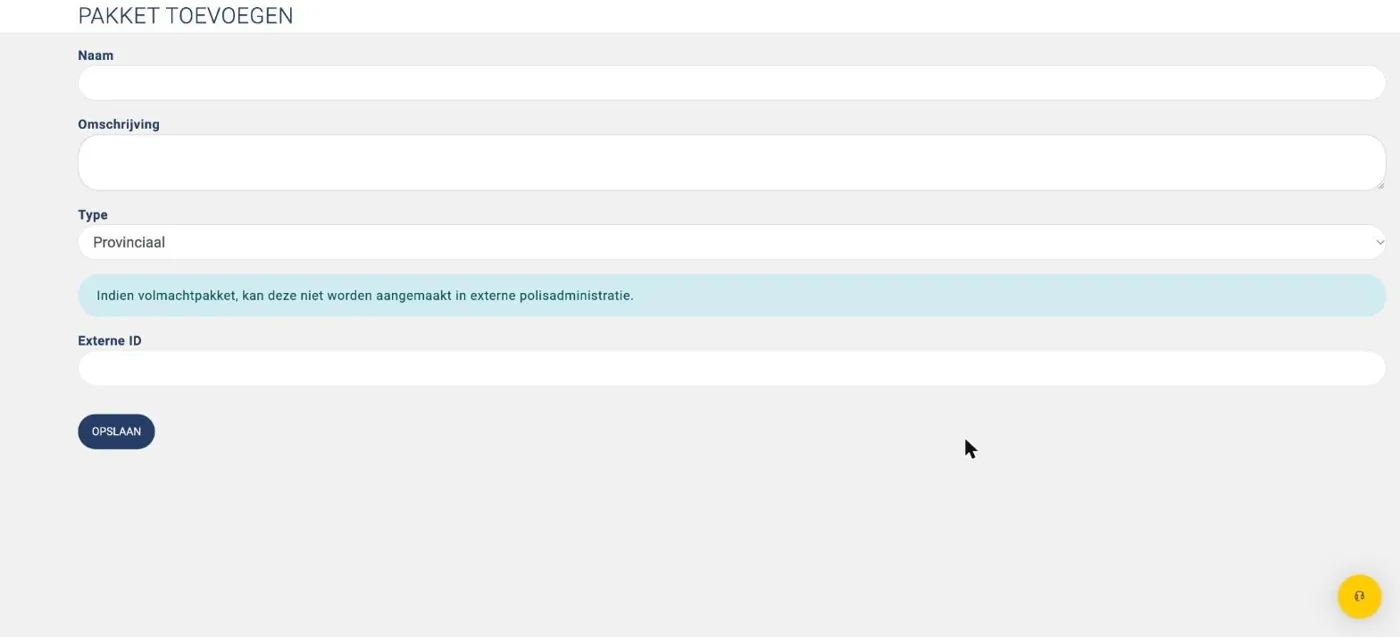 PAKKET TOEVOEGEN
Naam
Omschrijving
Type
Provinciaal
Indien volmachtpakket, kan deze niet worden aangemaakt in externe polisadministratie.
Externe ID
OPSLAAN